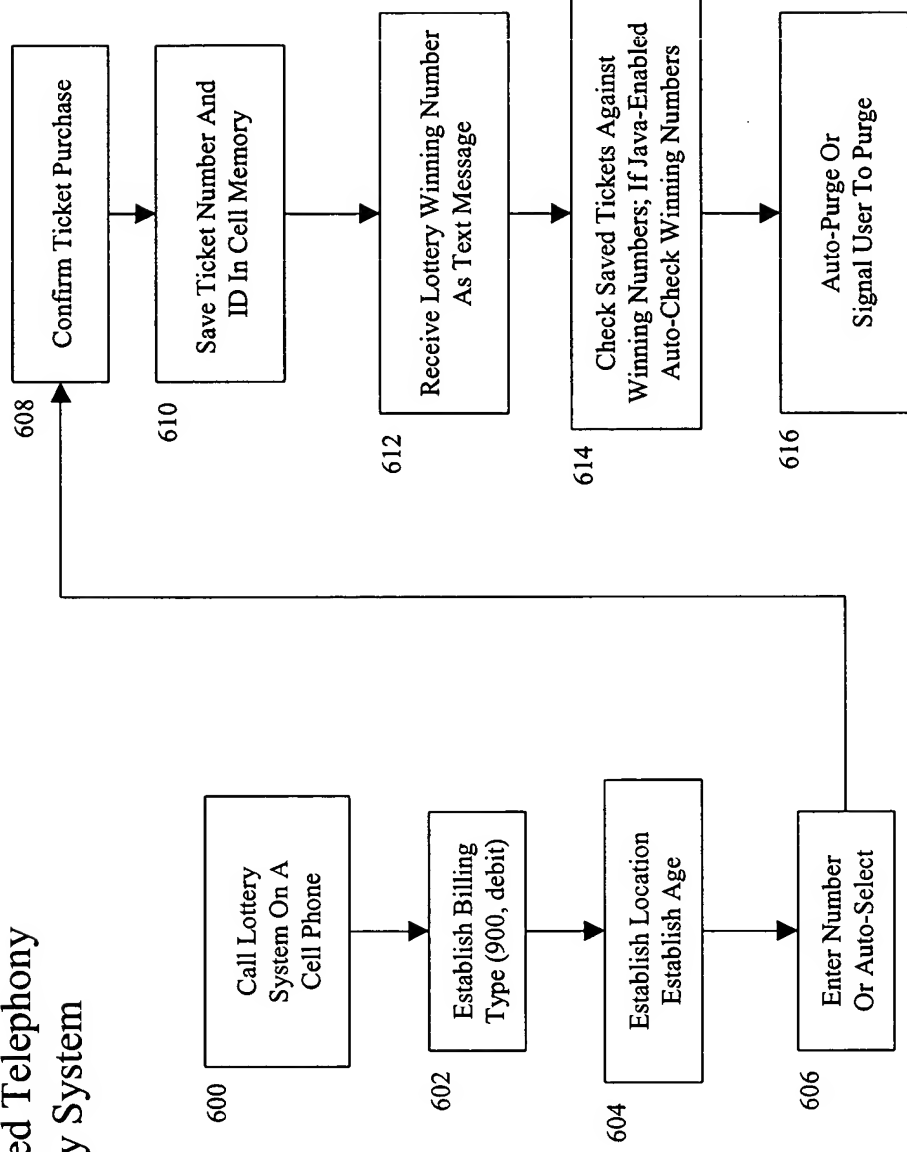 ed Telephony
y System
600
Call Lottery
System On A
Cell Phone
602
Establish Billing
Type (900, debit)
604
Establish Location
Establish Age
606
Enter Number
Or Auto-Select
608
Confirm Ticket Purchase
610
Save Ticket Number And
ID In Cell Memory
612
Receive Lottery Winning Number
As Text Message
614
Check Saved Tickets Against
Winning Numbers; If Java-Enabled
Auto-Check Winning Numbers
616
Auto-Purge Or
Signal User To Purge